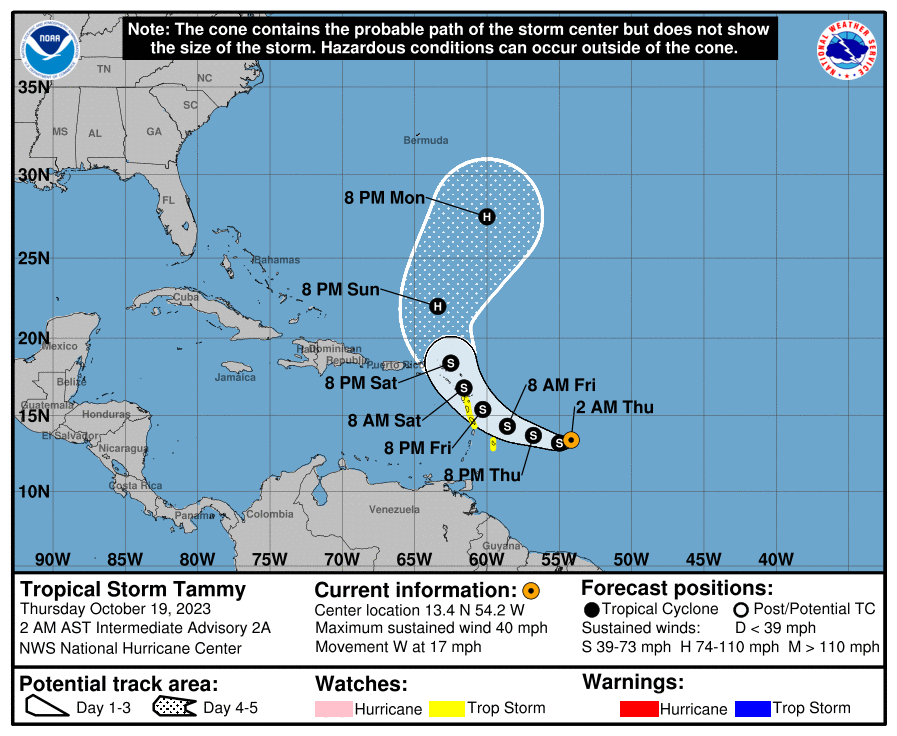 Note: The cone contains the probable path of the storm center but does not show
the size of the storm. Hazardous conditions can occur outside of the cone.
NOAA
NATIONAL WEATHER SERVICE
TN
NC
35N
SC
MS
AL
GA
Bermuda
30N
FL
8 PM Mon
H
25N
Bahamas
8 PM Sun
Cuba
H
20N
Mexico
Haiti
Dominican
Republic
Puerto Rico
Jamaica
8 PM Sat
S
Belize
8 AM Fri
S
Guatemala
2 AM Thu
Honduras
8 AM Sat
S
15N
S
El Salvador
8 PM Fri
S
S
Nicaragua
8 PM Thu
Costa Rica
10N
Panama
Colombia
Venezuela
Guyana
90W
85W
80W
75W
70W
65W
60W
55W
50W
45W
40W
Tropical Storm Tammy
Thursday October 19, 2023
2 AM AST Intermediate Advisory 2A
NWS National Hurricane Center
Current information:
Center location 13.4 N 54.2 W
Maximum sustained wind 40 mph
Movement W at 17 mph
Forecast positions:
Tropical Cyclone Post/Potential TC
Sustained winds: D < 39 mph
S 39-73 mph H 74-110 mph M > 110 mph
Potential track area:
Day 1-3 Day 4-5
Watches:
Hurricane Trop Storm
Warnings:
Hurricane Trop Storm